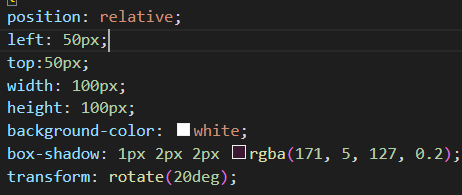 position: relative;
left: 50px;
top:50px;
width: 100px;
height: 100px;
background-color: white;
box-shadow: 1px 2px 2px rgba(171, 5, 127, 0.2);
transform: rotate(20deg);